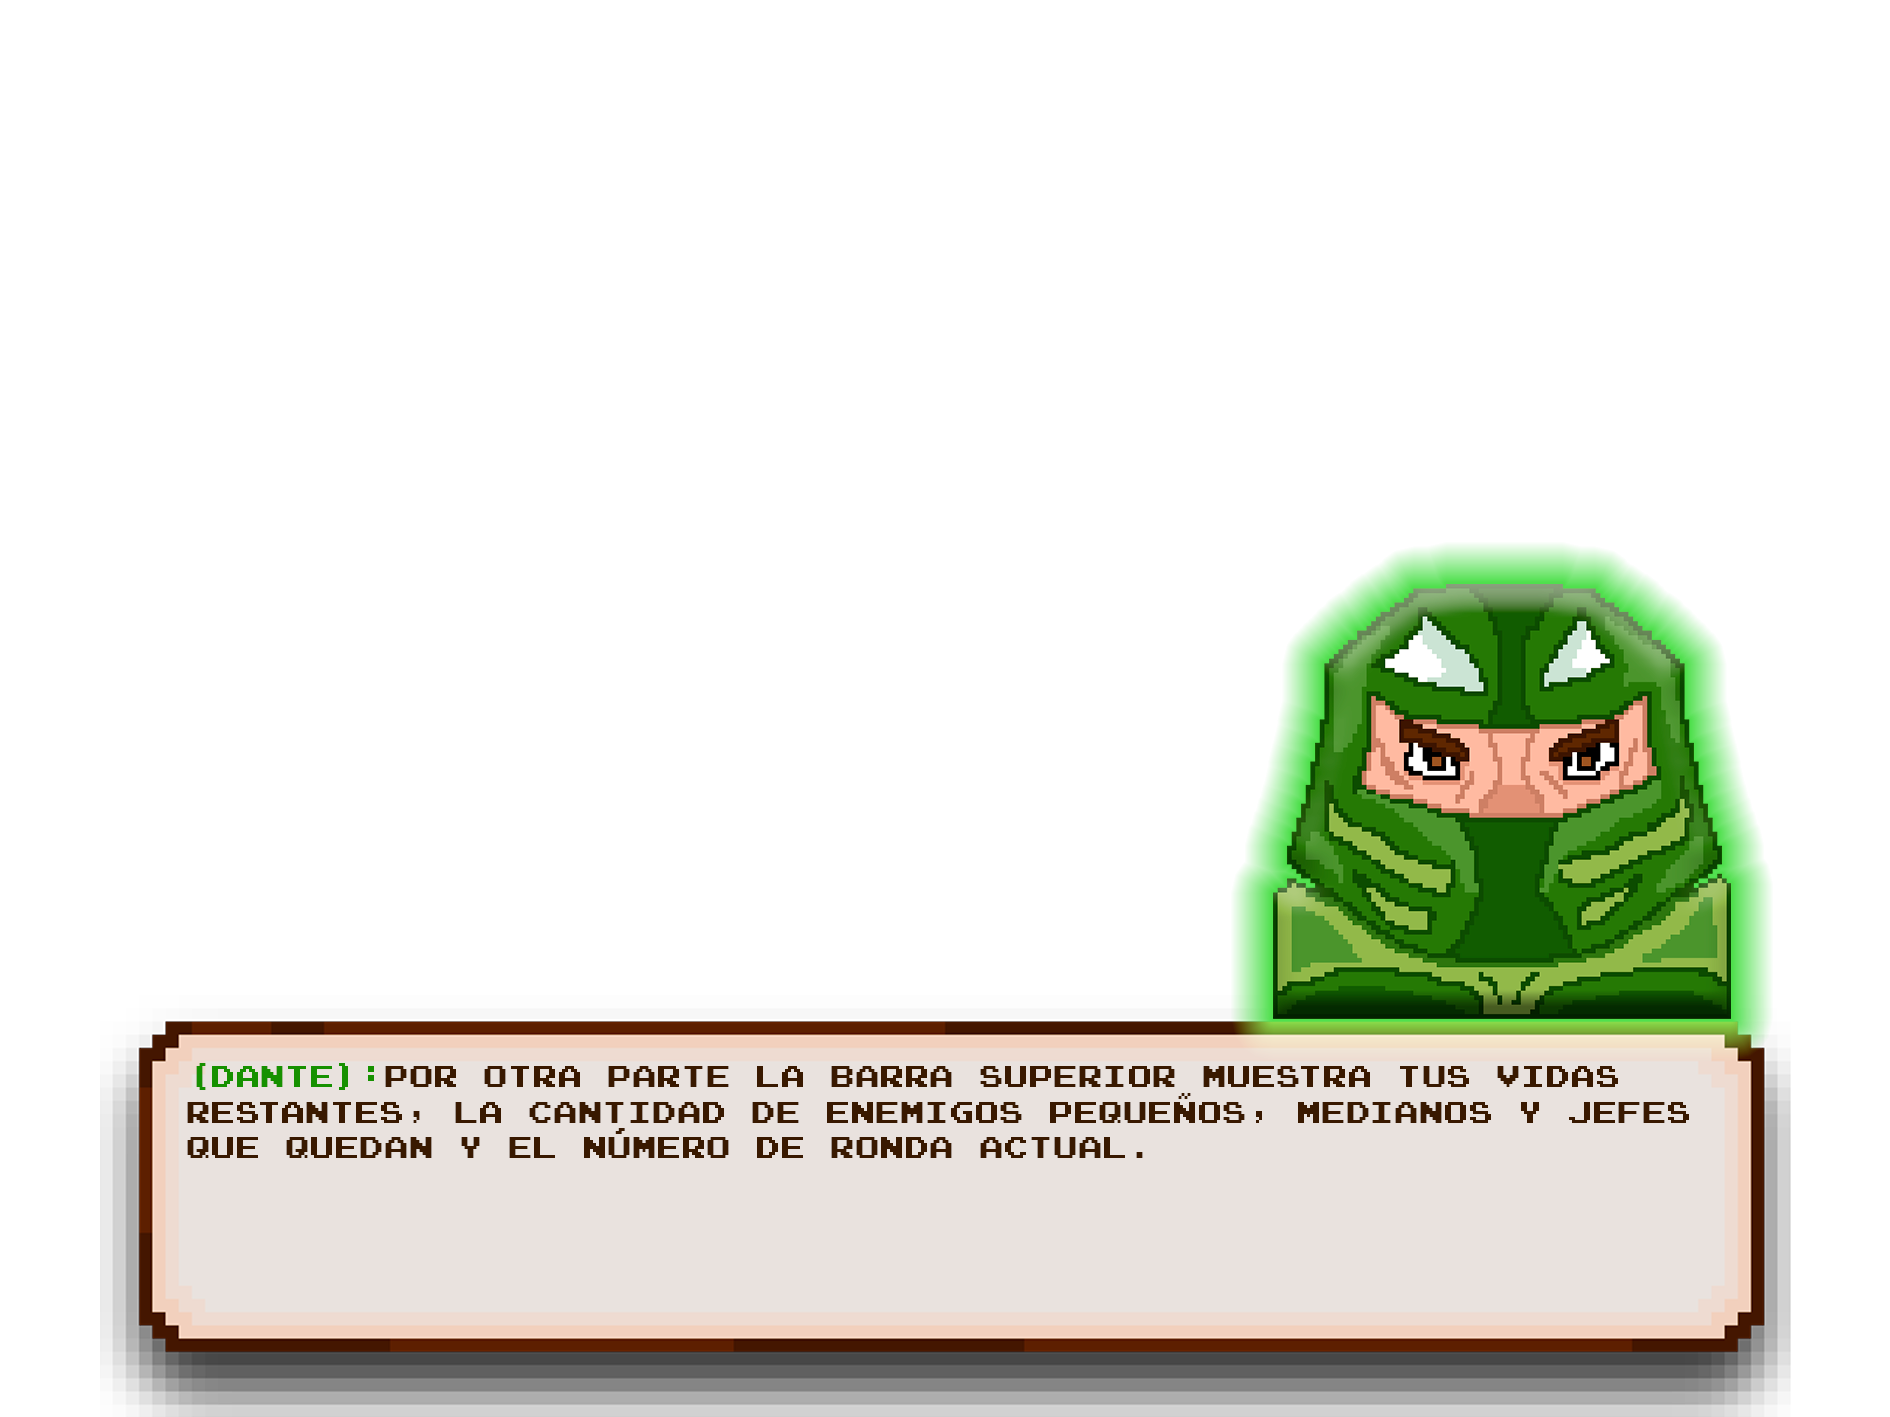 (DANTE):POR OTRA PARTE LA BARRA SUPERIOR MUESTRA TUS VIDAS
RESTANTES, LA CANTIDAD DE ENEMIGOS PEQUEÑOS, MEDIANOS Y JEFES
QUE QUEDAN Y EL NÚMERO DE RONDA ACTUAL.